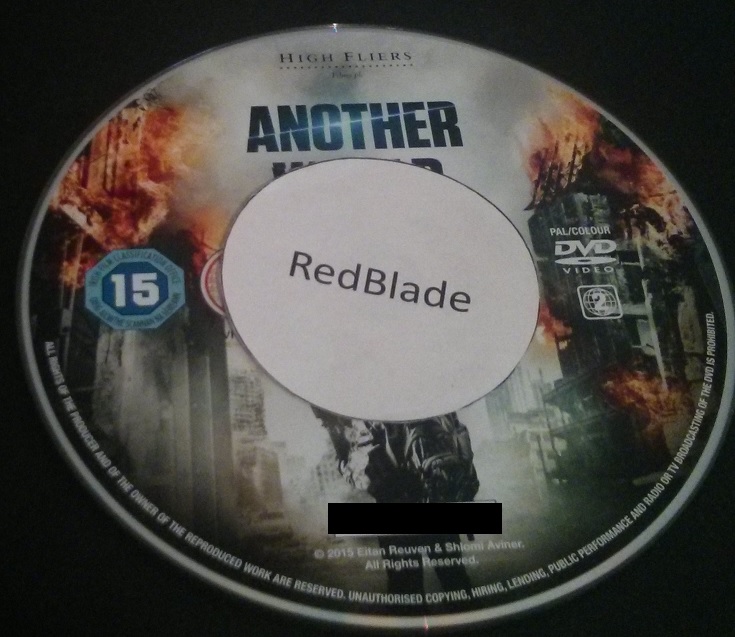 HIGH FLIERS
ANOTHER
RedBlade
PAL/COLOUR
DVD
VIDEO
2
15
© 2015 Eitan Reuven & Shlomi Aviner.
All Rights Reserved.
ALL RIGHTS OF THE PRODUCER AND OF THE OWNER OF THE REPRODUCED WORK ARE RESERVED. UNAUTHORISED COPYING, HIRING, LENDING, PUBLIC PERFORMANCE AND RADIO OR TV BROADCASTING OF THE DVD IS PROHIBITED.